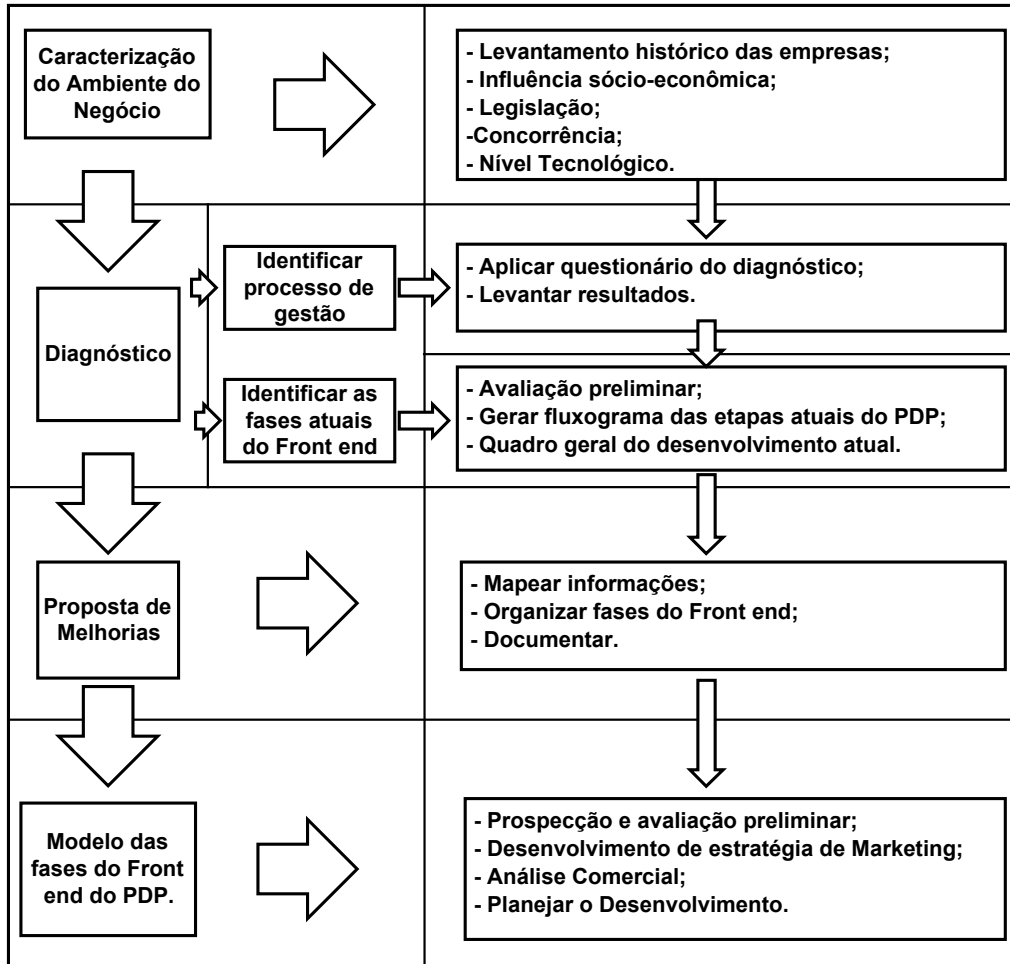 Caracterização
do Ambiente do
Negócio
- Levantamento histórico das empresas;
- Influência sócio-econômica;
- Legislação;
-Concorrência;
- Nível Tecnológico.
Diagnóstico
Identificar
processo de
gestão
- Aplicar questionário do diagnóstico;
- Levantar resultados.
Identificar as
fases atuais
do Front end
- Avaliação preliminar;
- Gerar fluxograma das etapas atuais do PDP;
- Quadro geral do desenvolvimento atual.
Proposta de
Melhorias
- Mapear informações;
- Organizar fases do Front end;
- Documentar.
Modelo das
fases do Front
end do PDP.
- Prospecção e avaliação preliminar;
- Desenvolvimento de estratégia de Marketing;
- Análise Comercial;
- Planejar o Desenvolvimento.